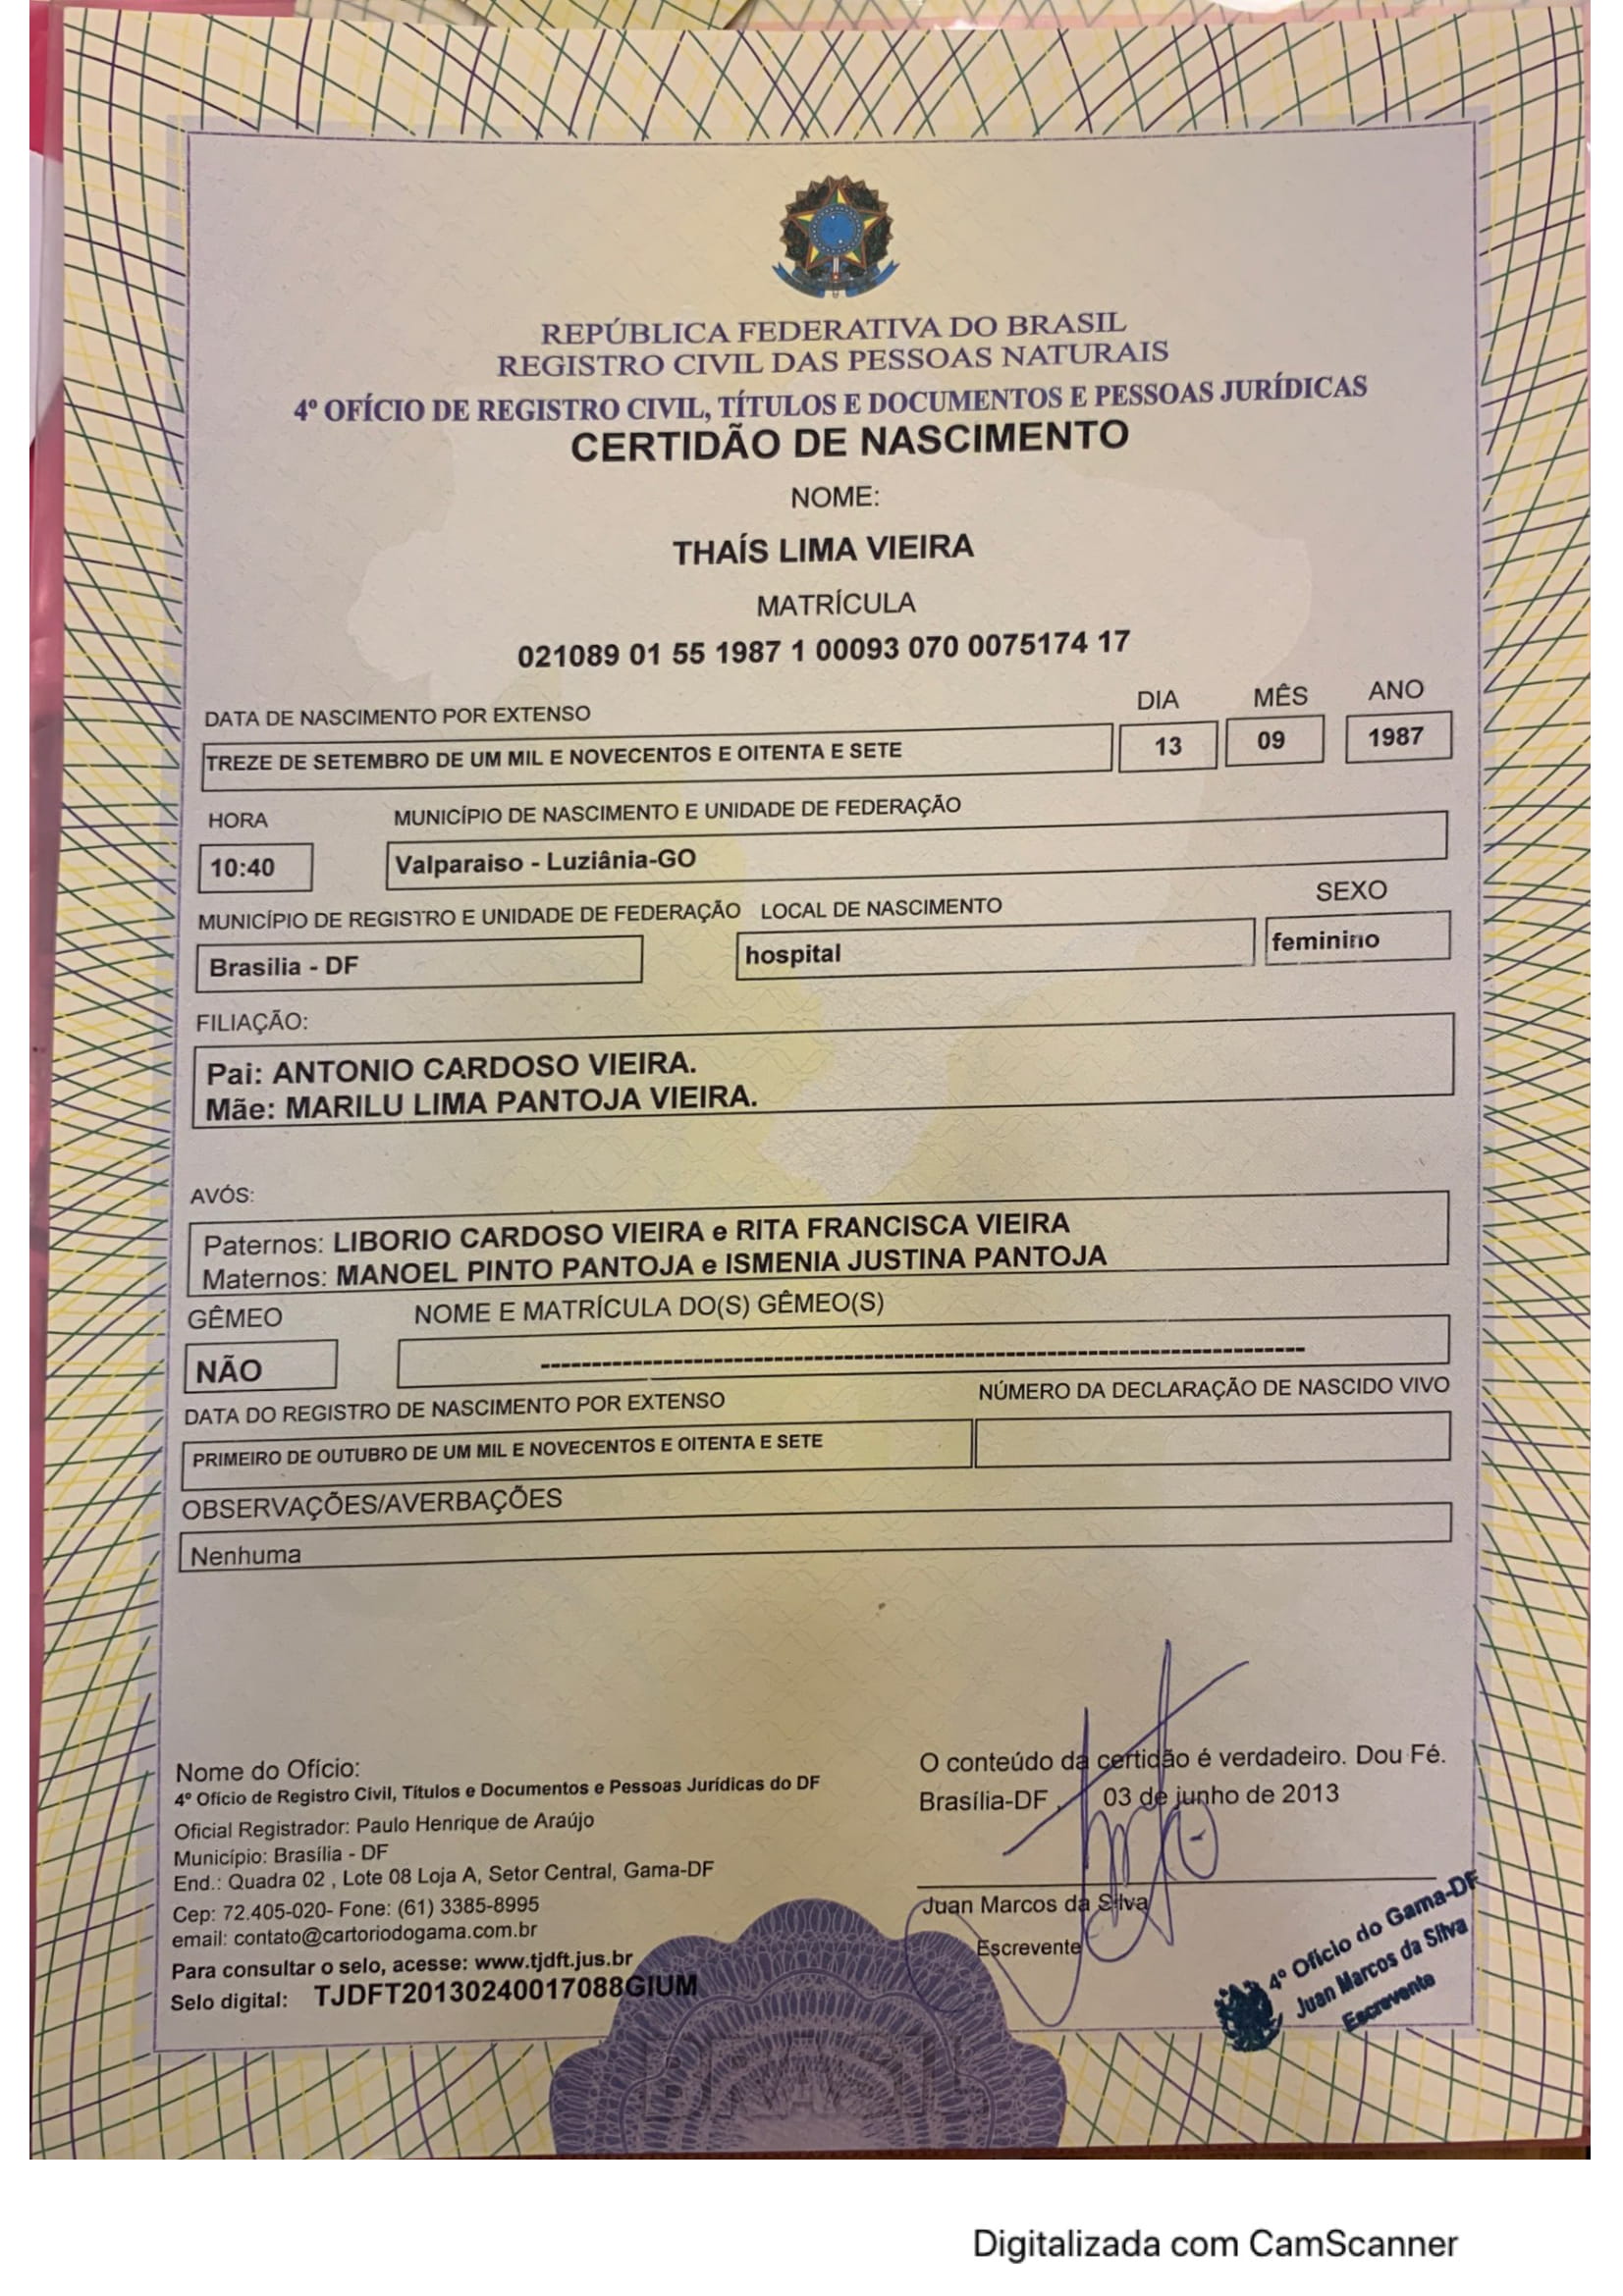 REPÚBLICA FEDERATIVA DO BRASIL
REGISTRO CIVIL DAS PESSOAS NATURAIS
4º OFÍCIO DE REGISTRO CIVIL, TÍTULOS E DOCUMENTOS E PESSOAS JURÍDICAS
CERTIDÃO DE NASCIMENTO
NOME:
THAÍS LIMA VIEIRA
MATRÍCULA
021089 01 55 1987 1 00093 070 0075174 17
DATA DE NASCIMENTO POR EXTENSO DIA MÊS ANO
TREZE DE SETEMBRO DE UM MIL E NOVECENTOS E OITENTA E SETE 13 09 1987
HORA MUNICÍPIO DE NASCIMENTO E UNIDADE DE FEDERAÇÃO
10:40 Valparaiso - Luziânia-GO
MUNICÍPIO DE REGISTRO E UNIDADE DE FEDERAÇÃO LOCAL DE NASCIMENTO SEXO
Brasilia - DF hospital feminino
FILIAÇÃO:
Pai: ANTONIO CARDOSO VIEIRA.
Mãe: MARILU LIMA PANTOJA VIEIRA.
AVÓS:
Paternos: LIBORIO CARDOSO VIEIRA e RITA FRANCISCA VIEIRA
Maternos: MANOEL PINTO PANTOJA e ISMENIA JUSTINA PANTOJA
GÊMEO NOME E MATRÍCULA DO(S) GÊMEO(S)
NÃO ---------------------------------------------------------------------------
DATA DO REGISTRO DE NASCIMENTO POR EXTENSO NÚMERO DA DECLARAÇÃO DE NASCIDO VIVO
PRIMEIRO DE OUTUBRO DE UM MIL E NOVECENTOS E OITENTA E SETE
OBSERVAÇÕES/AVERBAÇÕES
Nenhuma
Nome do Ofício:
4º Ofício de Registro Civil, Títulos e Documentos e Pessoas Jurídicas do DF
Oficial Registrador: Paulo Henrique de Araújo
Município: Brasília - DF
End.: Quadra 02 , Lote 08 Loja A, Setor Central, Gama-DF
Cep: 72.405-020- Fone: (61) 3385-8995
email: contato@cartoriodogama.com.br
Para consultar o selo, acesse: www.tjdft.jus.br
Selo digital: TJDFT20130240017088GIUM
O conteúdo da certidão é verdadeiro. Dou Fé.
Brasília-DF , 03 de junho de 2013
Juan Marcos da Silva
Escrevente
4º Ofício do Gama-DF
Juan Marcos da Silva
Escrevente
BRASIL
Digitalizada com CamScanner